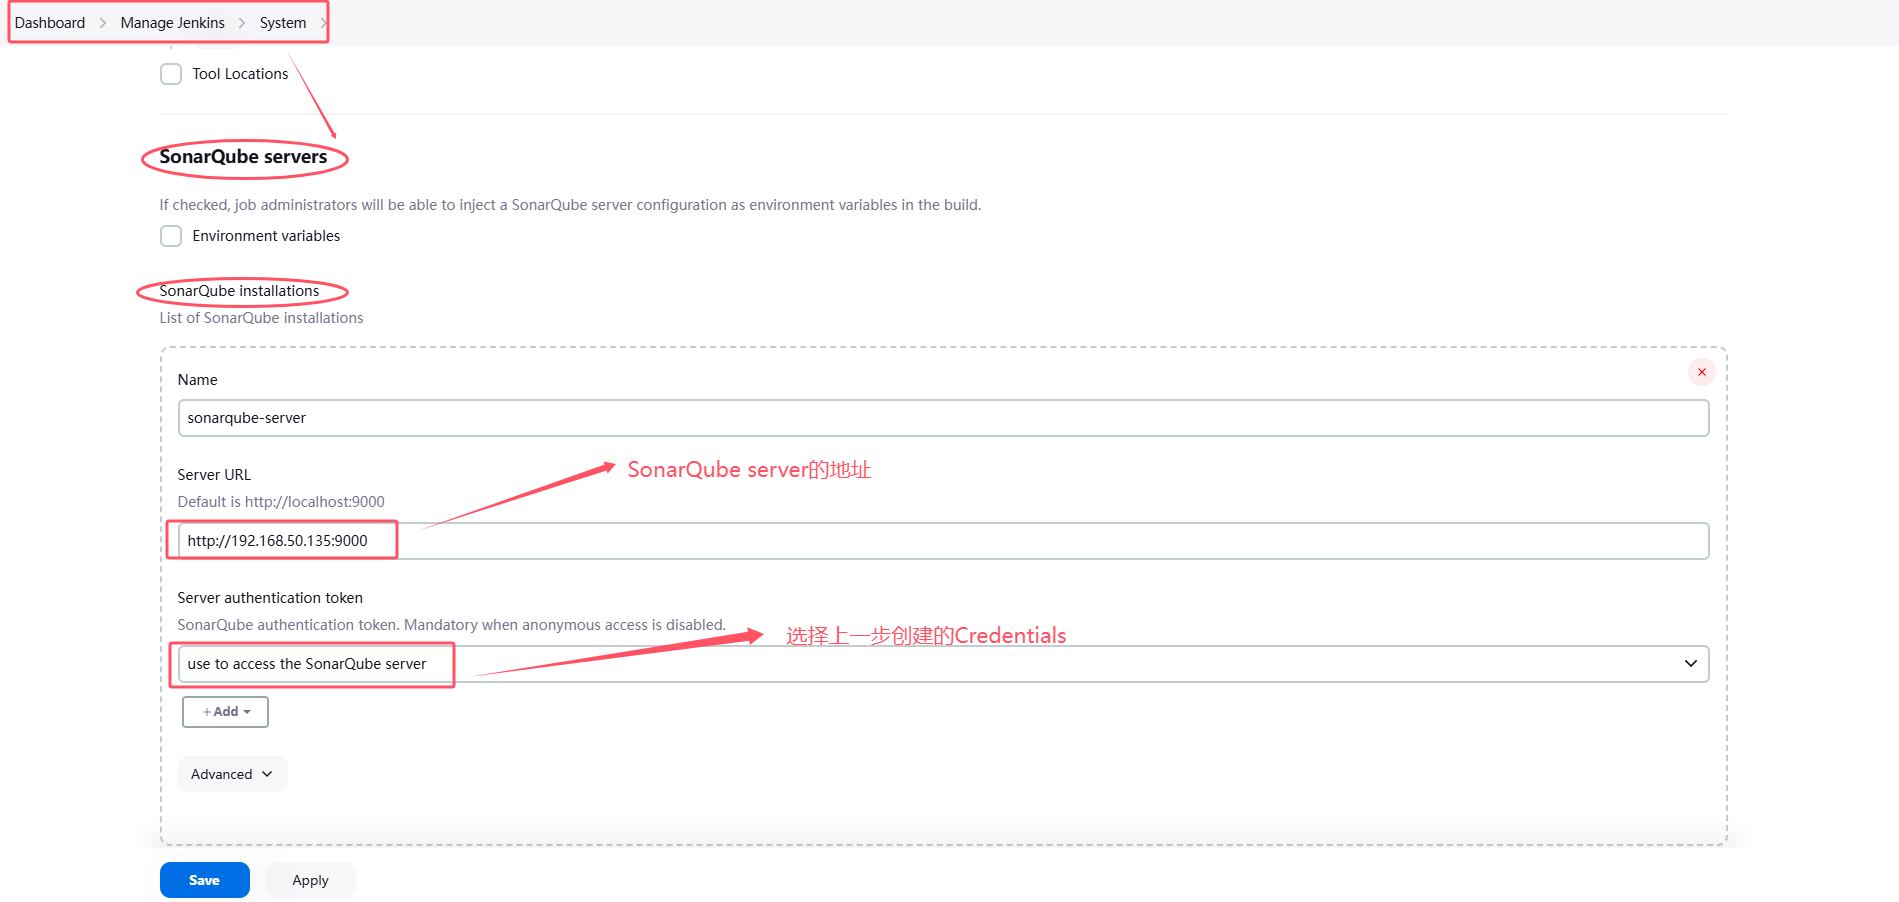 Dashboard > Manage Jenkins > System >
Tool Locations
SonarQube servers
If checked, job administrators will be able to inject a SonarQube server configuration as environment variables in the build.
Environment variables
SonarQube installations
List of SonarQube installations
Name
sonarqube-server
SonarQube server的地址
Server URL
Default is http://localhost:9000
http://192.168.50.135:9000
Server authentication token
SonarQube authentication token. Mandatory when anonymous access is disabled.
选择上一步创建的Credentials
use to access the SonarQube server
+ Add
Advanced
Save
Apply